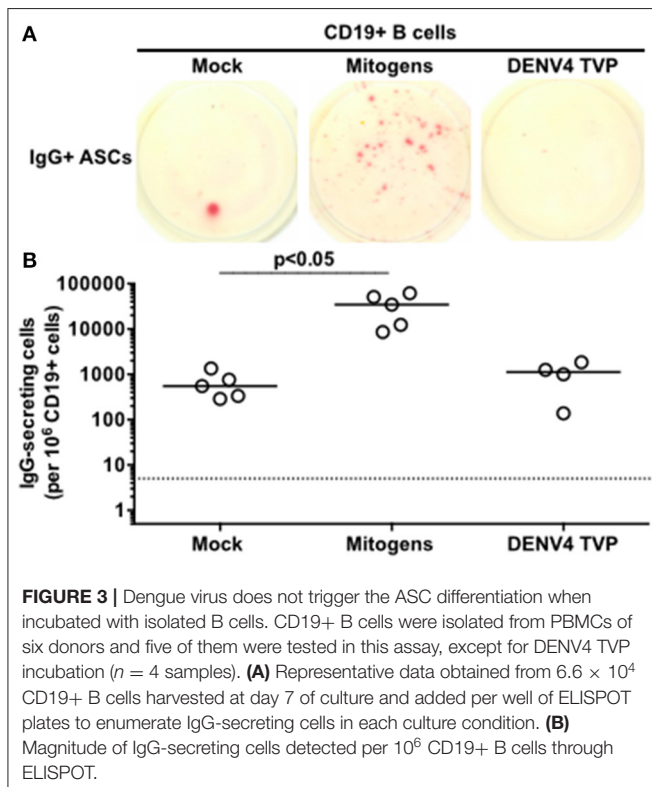 A
CD19+ B cells
Mock Mitogens DENV4 TVP
IgG+ ASCs
B
p<0.05
100000
10000
1000
100
10
1
IgG-secreting cells
(per 10⁶ CD19+ cells)
Mock Mitogens DENV4 TVP
FIGURE 3 | Dengue virus does not trigger the ASC differentiation when
incubated with isolated B cells. CD19+ B cells were isolated from PBMCs of
six donors and five of them were tested in this assay, except for DENV4 TVP
incubation (n = 4 samples). (A) Representative data obtained from 6.6 × 10⁴
CD19+ B cells harvested at day 7 of culture and added per well of ELISPOT
plates to enumerate IgG-secreting cells in each culture condition. (B)
Magnitude of IgG-secreting cells detected per 10⁶ CD19+ B cells through
ELISPOT.